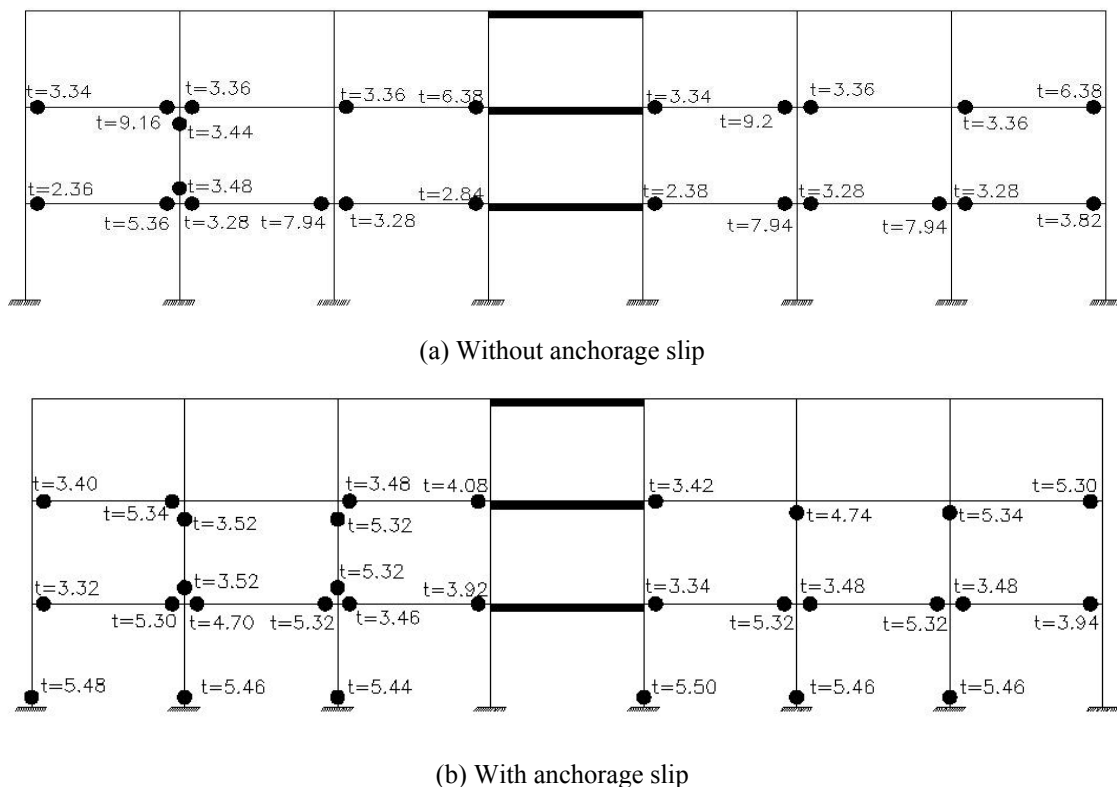 t=3.34 t=3.36 t=3.36 t=6.38 t=3.34 t=3.36 t=6.38
t=9.16 t=3.44 t=9.2 t=3.36
t=2.36 t=3.48 t=2.84 t=2.38 t=3.28 t=3.28
t=5.36 t=3.28 t=7.94 t=3.28 t=7.94 t=7.94 t=3.82
(a) Without anchorage slip
t=3.40 t=3.48 t=4.08 t=3.42 t=5.30
t=5.34 t=3.52 t=5.32 t=4.74 t=5.34
t=3.32 t=3.52 t=5.32 t=3.92 t=3.34 t=3.48 t=3.48
t=5.30 t=4.70 t=5.32 t=3.46 t=5.32 t=5.32 t=3.94
t=5.48 t=5.46 t=5.44 t=5.50 t=5.46 t=5.46
(b) With anchorage slip